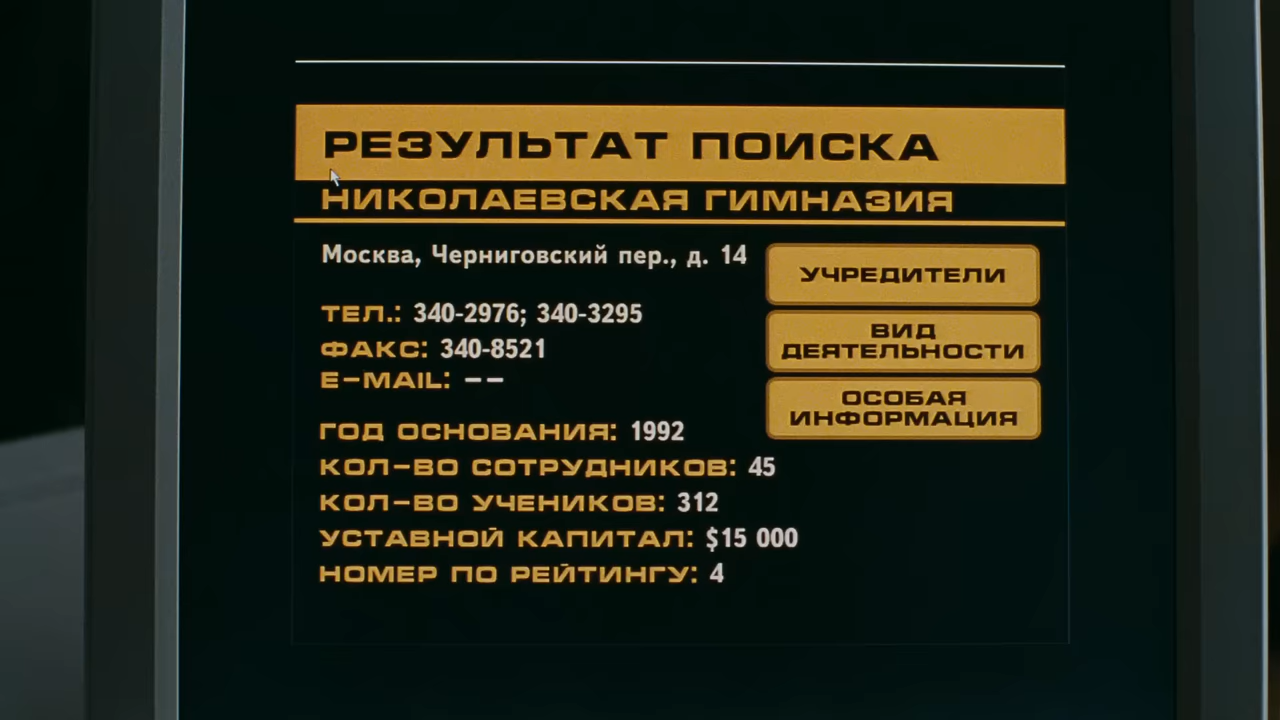 РЕЗУЛЬТАТ ПОИСКА
НИКОЛАЕВСКАЯ ГИМНАЗИЯ
Москва, Черниговский пер., д. 14
ТЕЛ.: 340-2976; 340-3295
ФАКС: 340-8521
E-MAIL: --
ГОД ОСНОВАНИЯ: 1992
КОЛ-ВО СОТРУДНИКОВ: 45
КОЛ-ВО УЧЕНИКОВ: 312
УСТАВНОЙ КАПИТАЛ: $15 000
НОМЕР ПО РЕЙТИНГУ: 4
УЧРЕДИТЕЛИ
ВИД
ДЕЯТЕЛЬНОСТИ
ОСОБАЯ
ИНФОРМАЦИЯ